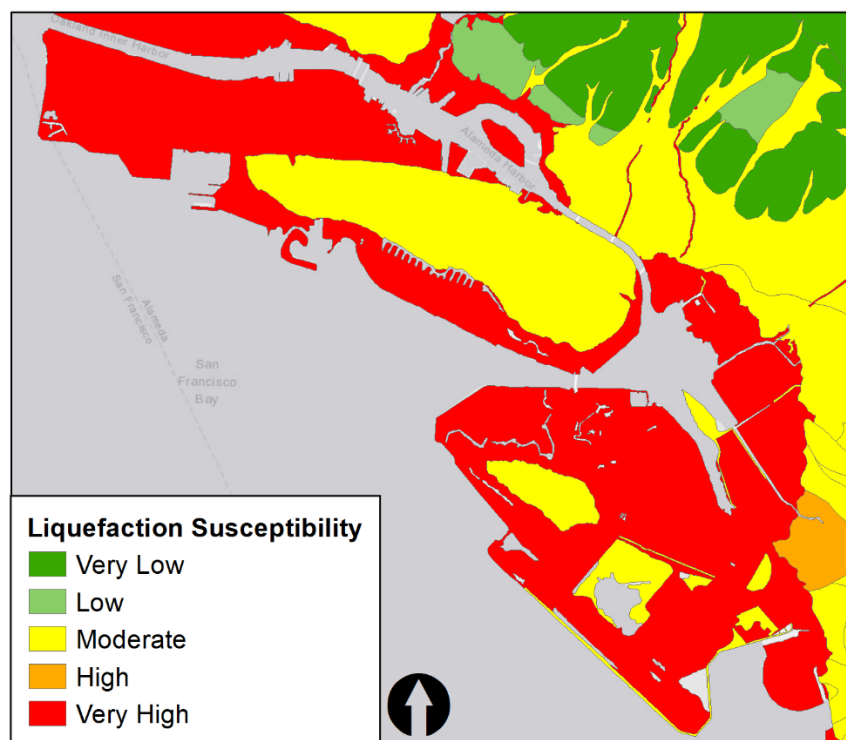 Oakland Inner Harbor
Alameda Harbor
Alameda
San Francisco
San
Francisco
Bay
Liquefaction Susceptibility
Very Low
Low
Moderate
High
Very High